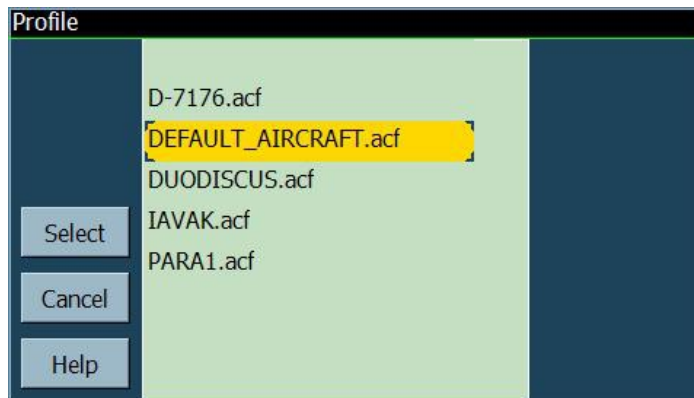 Profile
D-7176.acf
DEFAULT_AIRCRAFT.acf
DUODISCUS.acf
IAVAK.acf
PARA1.acf
Select
Cancel
Help